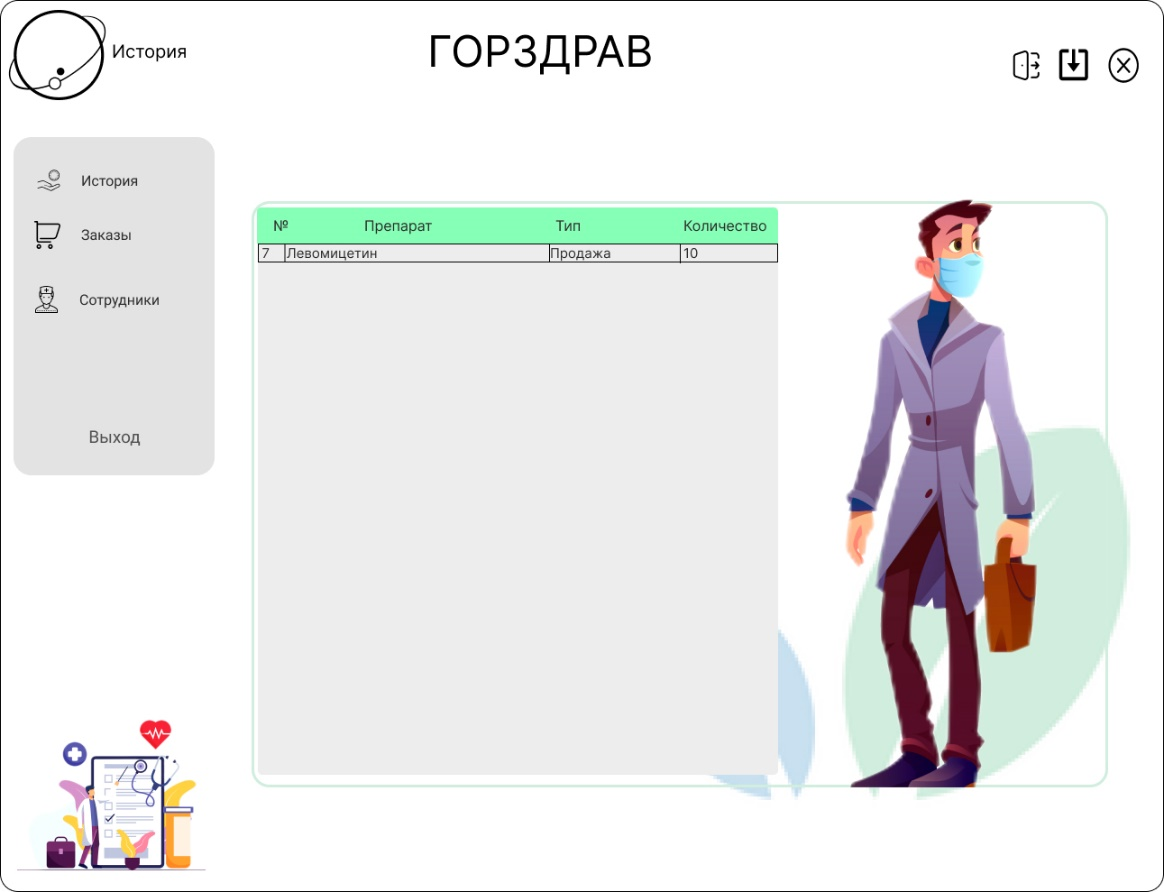 История
ГОРЗДРАВ
История
Заказы
Сотрудники
Выход
№ Препарат Тип Количество
7 Левомицетин Продажа 10